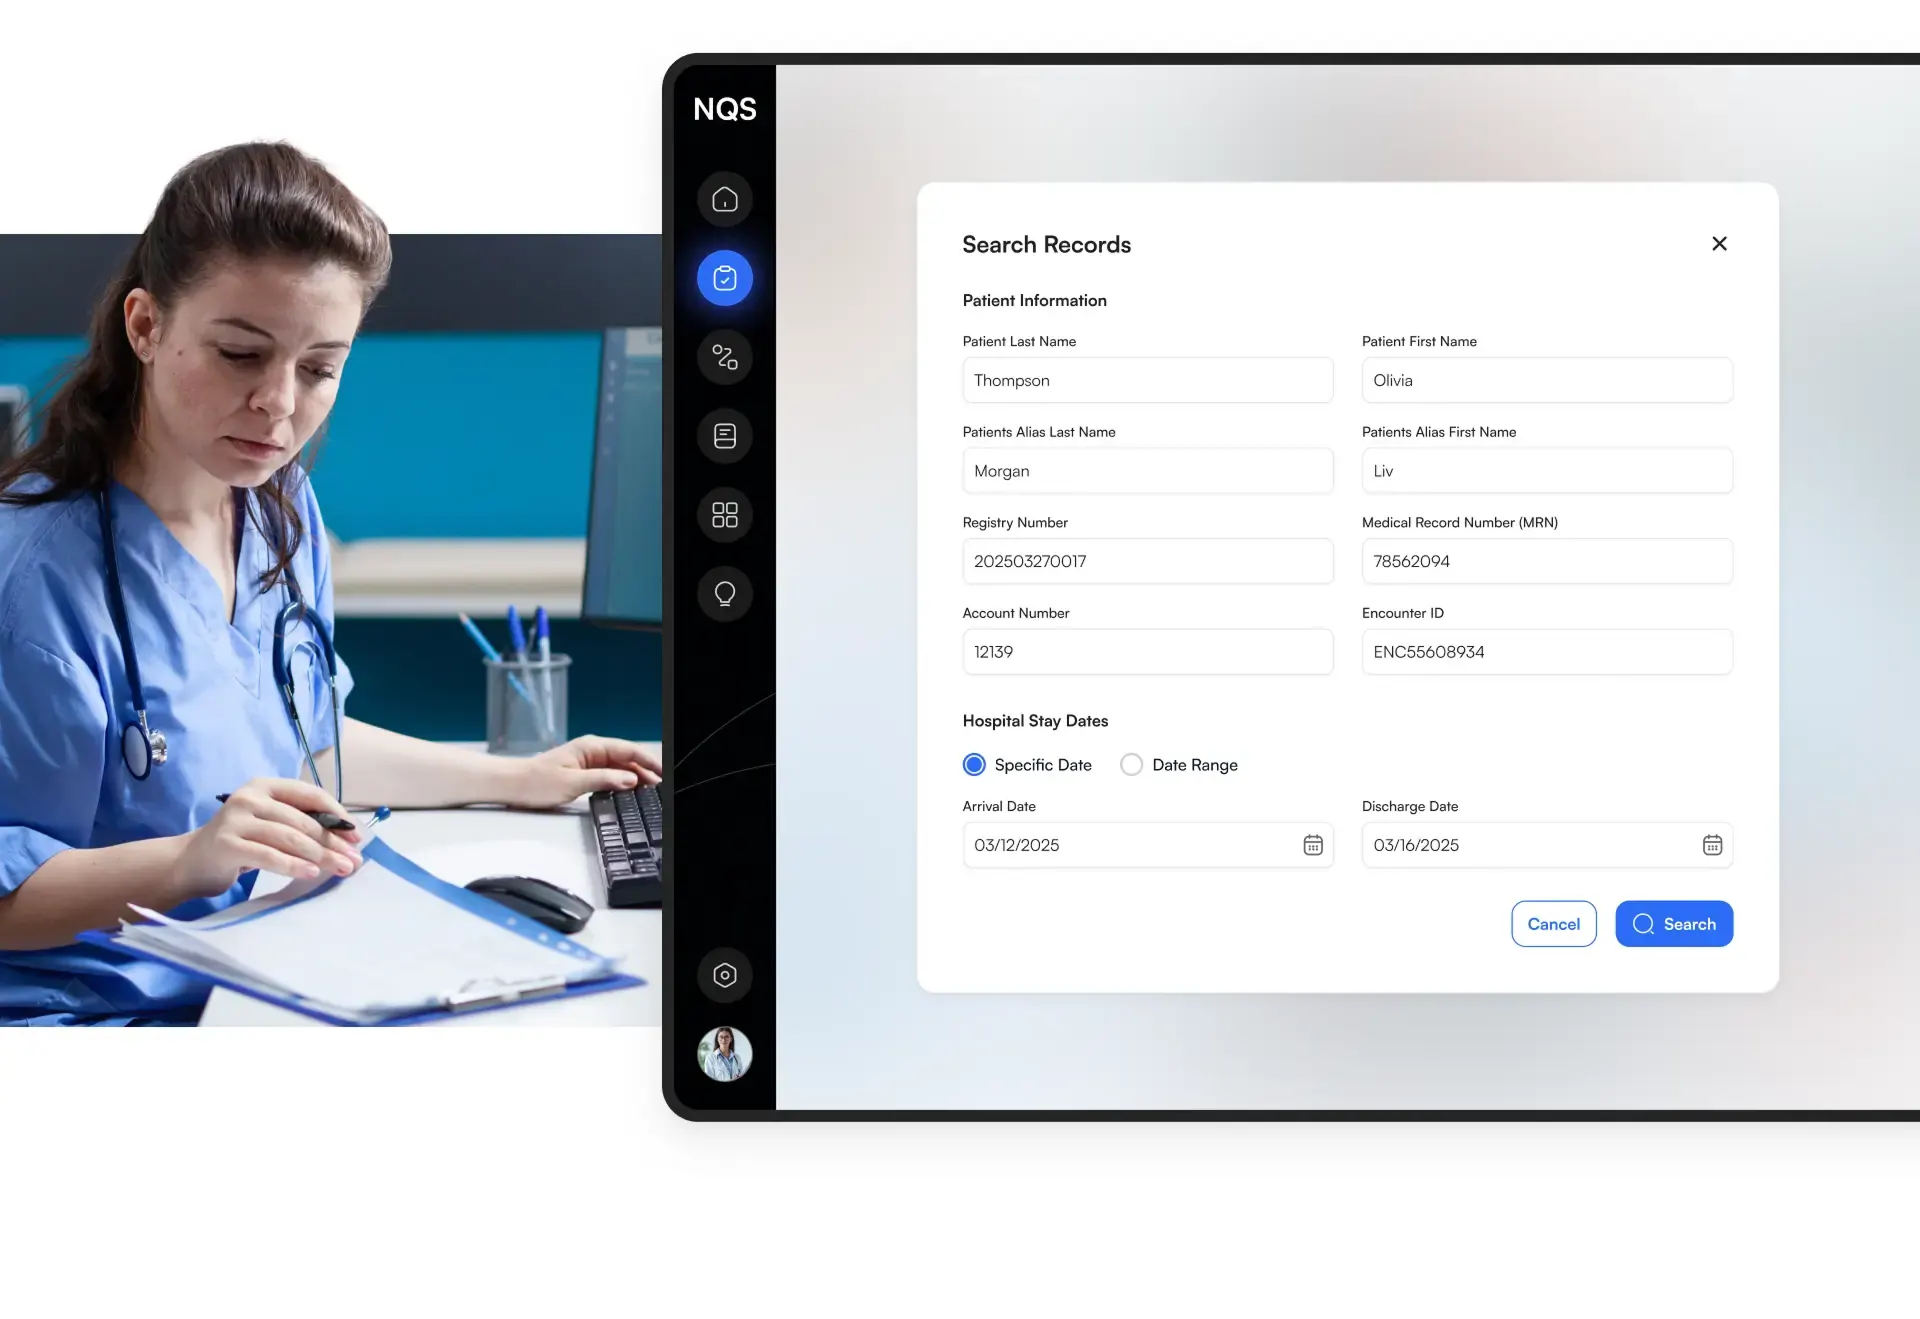 NQS
Search Records
Patient Information
Patient Last Name
Patient First Name
Thompson
Olivia
Patients Alias Last Name
Patients Alias First Name
Morgan
Liv
Registry Number
Medical Record Number (MRN)
202503270017
78562094
Account Number
Encounter ID
12139
ENC55608934
Hospital Stay Dates
Specific Date
Date Range
Arrival Date
Discharge Date
03/12/2025
03/16/2025
Cancel
Search